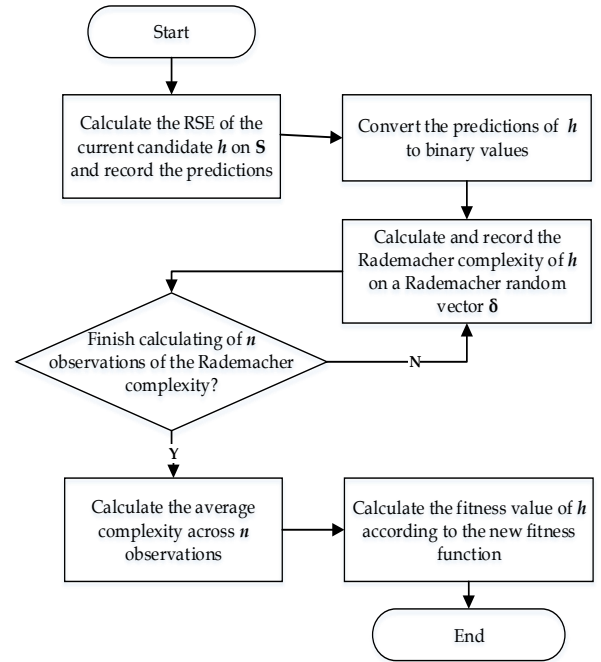 Start
Calculate the RSE of the
current candidate h on S
and record the predictions
Convert the predictions of h
to binary values
Calculate and record the
Rademacher complexity of h
on a Rademacher random
vector δ
Finish calculating of n
observations of the Rademacher
complexity?
N
Y
Calculate the average
complexity across n
observations
Calculate the fitness value of h
according to the new fitness
function
End